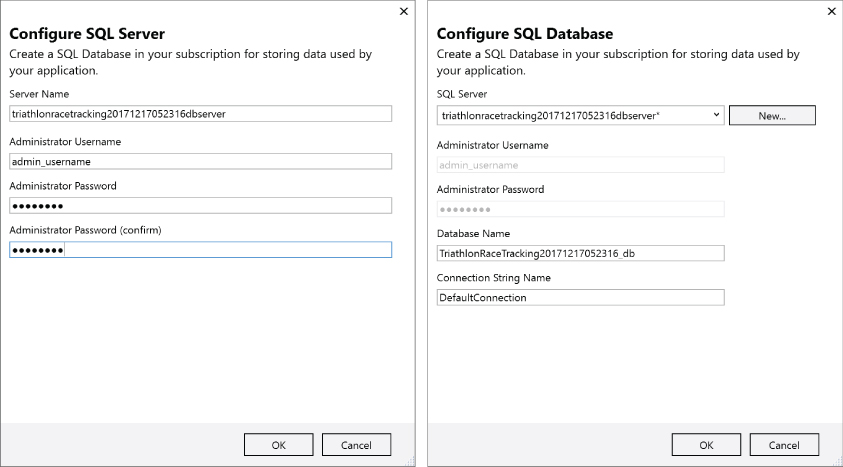 Configure SQL Server
Create a SQL Database in your subscription for storing data used by
your application.
Server Name
triathlonracetracking20171217052316dbserver
Administrator Username
admin_username
Administrator Password
●●●●●●●●
Administrator Password (confirm)
●●●●●●●●
OK
Cancel
Configure SQL Database
Create a SQL Database in your subscription for storing data used by
your application.
SQL Server
triathlonracetracking20171217052316dbserver*
New...
Administrator Username
admin_username
Administrator Password
●●●●●●●●
Database Name
TriathlonRaceTracking20171217052316_db
Connection String Name
DefaultConnection
OK
Cancel